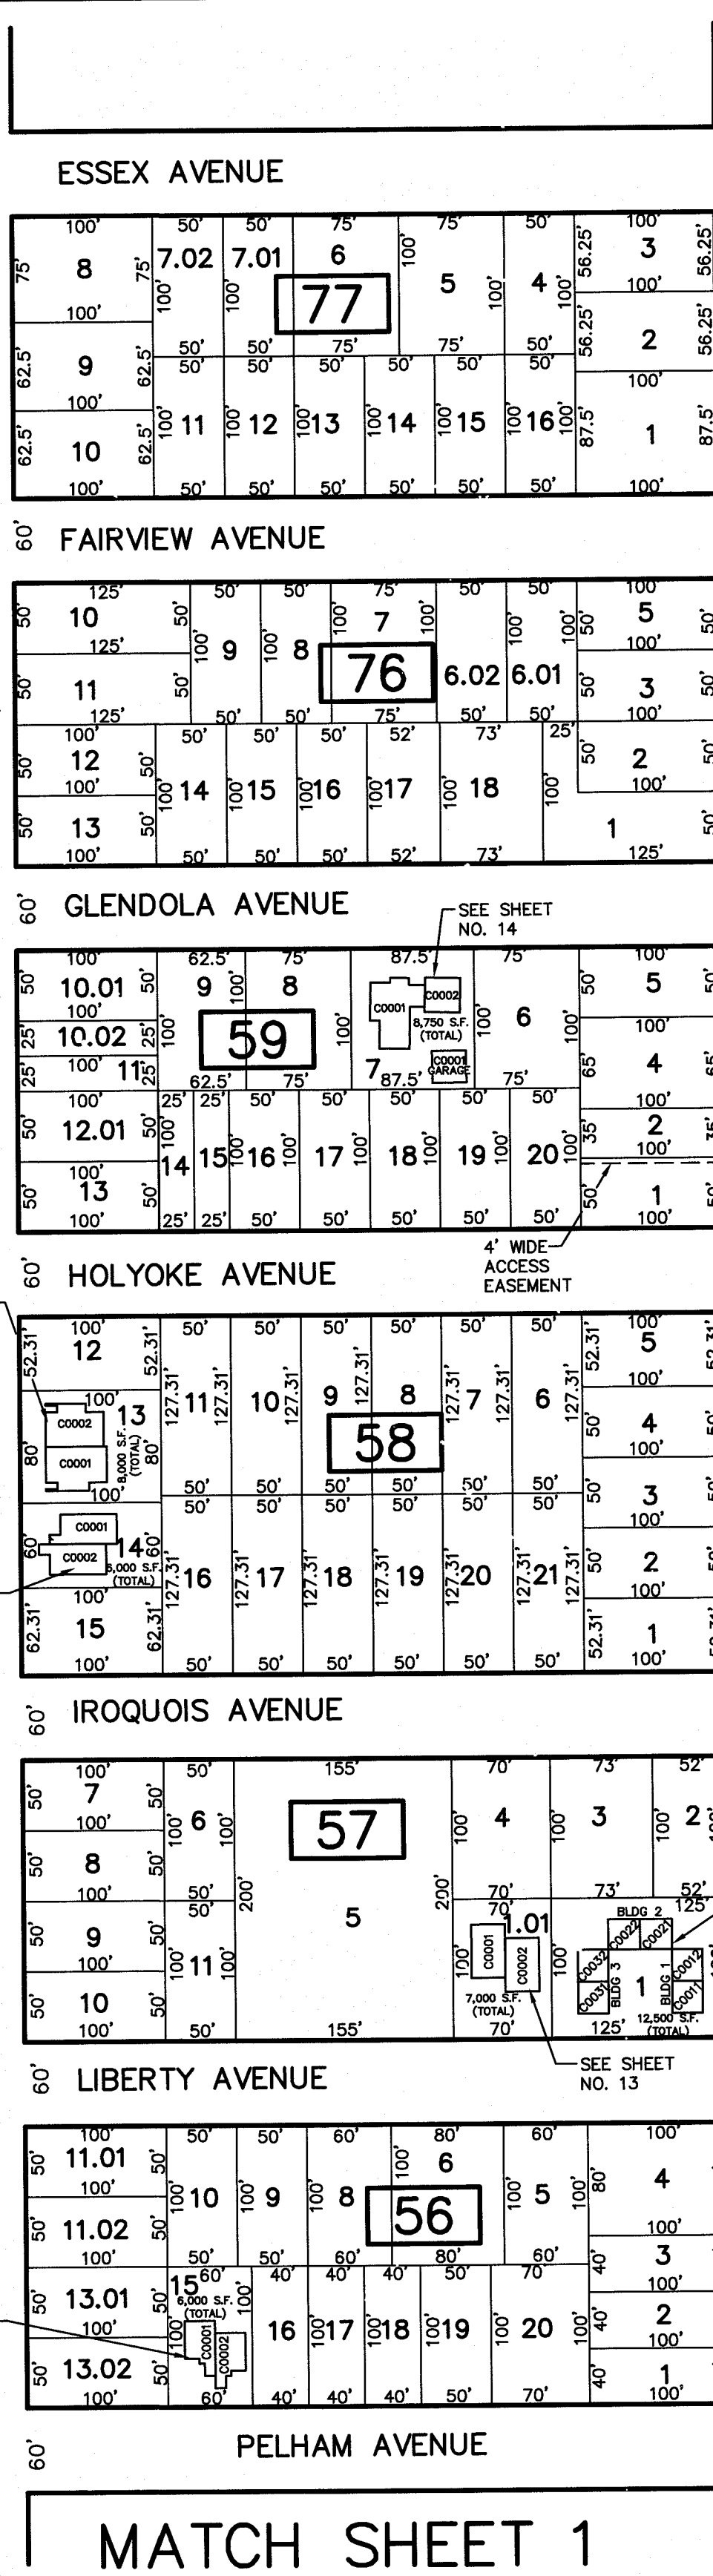 ESSEX AVENUE
100' 50' 50' 75' 75' 50' 100'
75' 8 75' 7.02 7.01 6 100' 5 4 56.25' 3 56.25'
100' 100' 100' 77 100' 100' 100'
62.5' 9 62.5' 50' 50' 75' 75' 50' 56.25' 2 56.25'
100' 50' 50' 50' 50' 50' 50' 100'
62.5' 10 62.5' 100' 11 100' 12 100' 13 100' 14 100' 15 100' 16 100' 87.5' 1 87.5'
100' 50' 50' 50' 50' 50' 50' 100'
60' FAIRVIEW AVENUE
125' 50' 50' 75' 50' 50' 100'
50' 10 50' 100' 7 100' 100' 100' 50' 5 50'
125' 100' 9 100' 8 76 6.02 6.01 100'
50' 11 50' 50' 3 50'
125' 50' 50' 75' 50' 50' 100'
100' 50' 50' 50' 52' 73' 25'
50' 12 50' 50' 2 50'
100' 100' 14 100' 15 100' 16 100' 17 100' 18 100' 100'
50' 13 50' 1 50'
100' 50' 50' 50' 52' 73' 125'
60' GLENDOLA AVENUE
SEE SHEET
NO. 14
100' 62.5' 75' 87.5' 75' 100'
50' 10.01 50' 9 100' 8 C0001 C0002 6 50' 5 50'
100' 8,750 S.F.
(TOTAL)
25' 10.02 25' 100' 59 100' 100' 100' 100'
25' 100' 11 25' 7 C0001
GARAGE 65' 4 65'
62.5' 75' 87.5' 75'
100' 25' 25' 50' 50' 50' 50' 50' 100'
50' 12.01 50' 100' 35' 2 35'
100' 14 15 100' 16 100' 17 100' 18 100' 19 100' 20 100' 100'
50' 13 50' 50' 1 50'
100' 25' 25' 50' 50' 50' 50' 50' 100'
60' HOLYOKE AVENUE
4' WIDE
ACCESS
EASEMENT
100' 50' 50' 50' 50' 50' 50' 100'
52.31' 12 52.31' 52.31' 5 52.31'
100' 127.31' 11 127.31' 10 9 127.31' 8 127.31' 7 127.31' 6 127.31' 100'
80' C0002 13 80' 58 50' 4 50'
C0001 8,000 S.F.
(TOTAL) 100'
100' 50' 50' 50' 50' 50' 50' 50' 3 50'
50' 50' 50' 50' 50' 50' 100'
60' C0001 14 60'
C0002 6,000 S.F.
(TOTAL) 50' 2 50'
100' 127.31' 16 127.31' 17 127.31' 18 127.31' 19 127.31' 20 127.31' 21 127.31' 100'
62.31' 15 62.31' 52.31' 1
100' 50' 50' 50' 50' 50' 50' 100'
60' IROQUOIS AVENUE
100' 50' 155' 70' 73' 52'
50' 7 50'
100' 100' 6 100' 57 100' 4 100' 3 100' 2 100'
50' 8 50'
100' 50' 200' 200' 70' 73' 52'
50' 5 70' 125'
50' 9 50' 1.01 BLDG 2
C0022 C0021
100' 11 100' 100' C0001 C0002 100' C0032 C0031 BLDG 3 1 BLDG 1 C0012 C0011
50' 10 50' 7,000 S.F.
(TOTAL) 12,500 S.F.
(TOTAL)
100' 50' 155' 70' 125'
60' LIBERTY AVENUE
SEE SHEET
NO. 13
100' 50' 50' 60' 80' 60' 100'
50' 11.01 50' 100' 6 80' 4
100' 100' 10 100' 9 100' 8 56 100' 5 100'
50' 11.02 50' 100'
100' 50' 50' 60' 80' 60' 40' 3
60' 40' 40' 40' 50' 70' 100'
50' 13.01 50' 15 100'
6,000 S.F.
(TOTAL) 40' 2
100' 100' C0001 C0002 16 100' 17 100' 18 100' 19 100' 20 100' 100'
50' 13.02 50' 40' 1
100' 60' 40' 40' 40' 50' 70' 100'
60' PELHAM AVENUE
MATCH SHEET 1